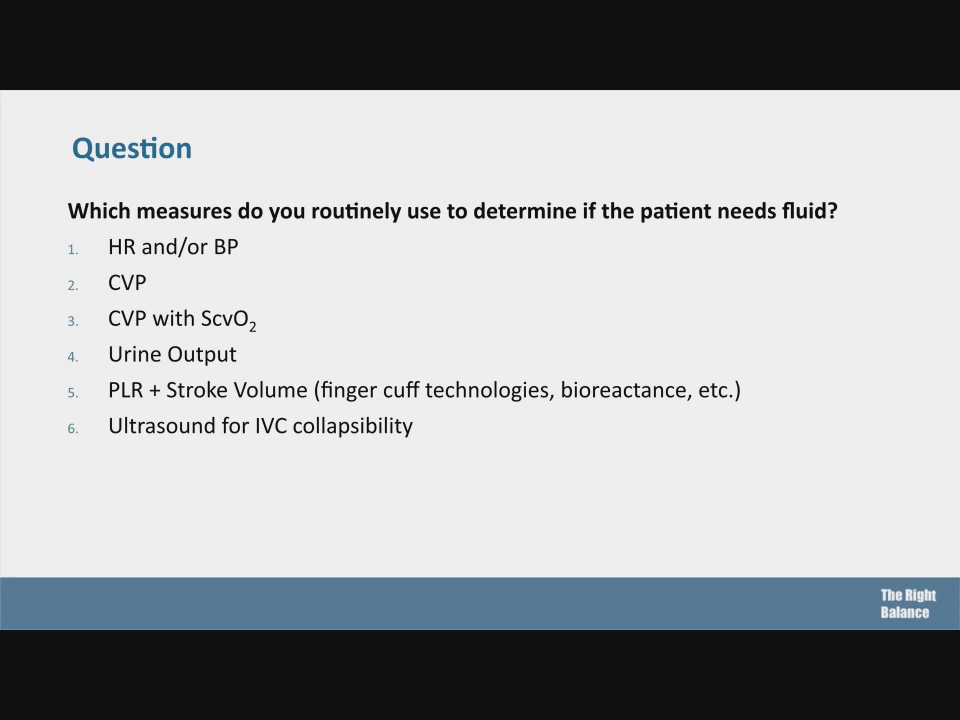 Question
Which measures do you routinely use to determine if the patient needs fluid?
1. HR and/or BP
2. CVP
3. CVP with ScvO₂
4. Urine Output
5. PLR + Stroke Volume (finger cuff technologies, bioreactance, etc.)
6. Ultrasound for IVC collapsibility
The Right
Balance